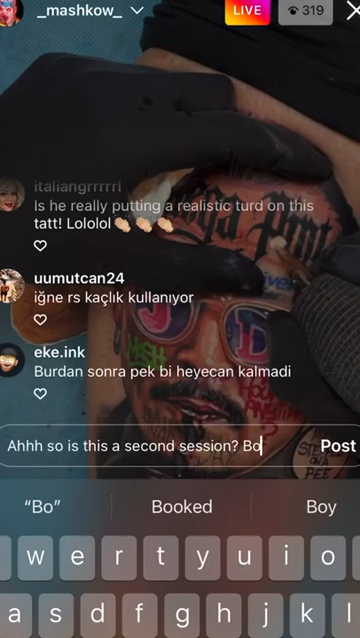 _mashkow_
LIVE
319
italiangrrrrrl
Is he really putting a realistic turd on this
tatt! Lololol👏🏻👏🏻👏🏻
uumutcan24
iğne rs kaçlık kullanıyor
eke.ink
Burdan sonra pek bi heyecan kalmadi
Ahhh so is this a second session? Bo
Post
“Bo”
Booked
Boy
w e r t y u i o
a s d f g h j k l